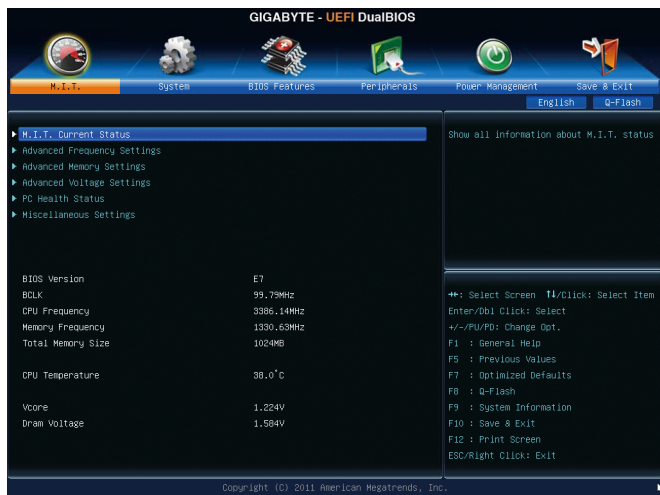 GIGABYTE - UEFI DualBIOS
M.I.T. System BIOS Features Peripherals Power Management Save & Exit
English Q-Flash
M.I.T. Current Status
Advanced Frequency Settings
Advanced Memory Settings
Advanced Voltage Settings
PC Health Status
Miscellaneous Settings
Show all information about M.I.T. status
BIOS Version E7
BCLK 99.79MHz
CPU Frequency 3386.14MHz
Memory Frequency 1330.63MHz
Total Memory Size 1024MB
CPU Temperature 38.0°C
Vcore 1.224V
Dram Voltage 1.584V
→←: Select Screen ↑↓/Click: Select Item
Enter/Dbl Click: Select
+/-/PU/PD: Change Opt.
F1 : General Help
F5 : Previous Values
F7 : Optimized Defaults
F8 : Q-Flash
F9 : System Information
F10 : Save & Exit
F12 : Print Screen
ESC/Right Click: Exit
Copyright (C) 2011 American Megatrends, Inc.